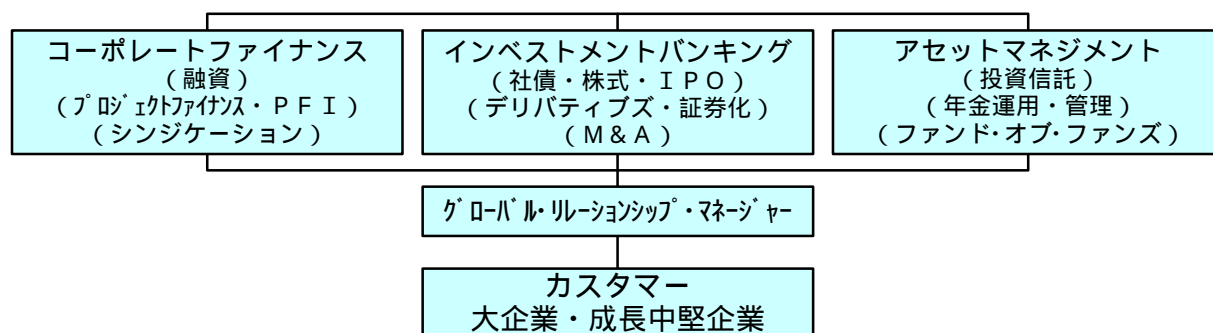 コーポレートファイナンス
（融資）
（ﾌﾟﾛｼﾞｪｸﾄﾌｧｲﾅﾝｽ・ＰＦＩ）
（シンジケーション）
インベストメントバンキング
（社債・株式・ＩＰＯ）
（デリバティブズ・証券化）
（Ｍ＆Ａ）
アセットマネジメント
（投資信託）
（年金運用・管理）
（ファンド・オブ・ファンズ）
ｸﾞﾛｰﾊﾞﾙ・ﾘﾚｰｼｮﾝｼｯﾌﾟ・ﾏﾈｰｼﾞｬｰ
カスタマー
大企業・成長中堅企業